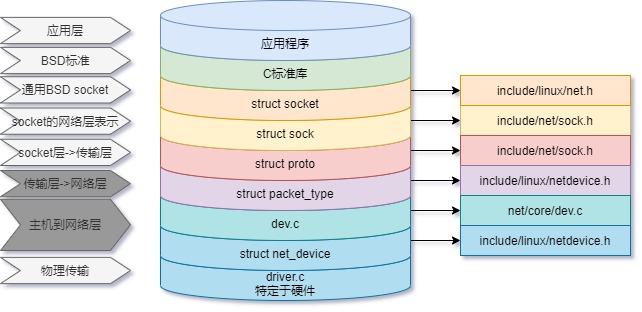 应用层
BSD标准
通用BSD socket
socket的网络层表示
socket层->传输层
传输层->网络层
主机到网络层
物理传输
应用程序
C标准库
struct socket
struct sock
struct proto
struct packet_type
dev.c
struct net_device
driver.c
特定于硬件
include/linux/net.h
include/net/sock.h
include/net/sock.h
include/linux/netdevice.h
net/core/dev.c
include/linux/netdevice.h